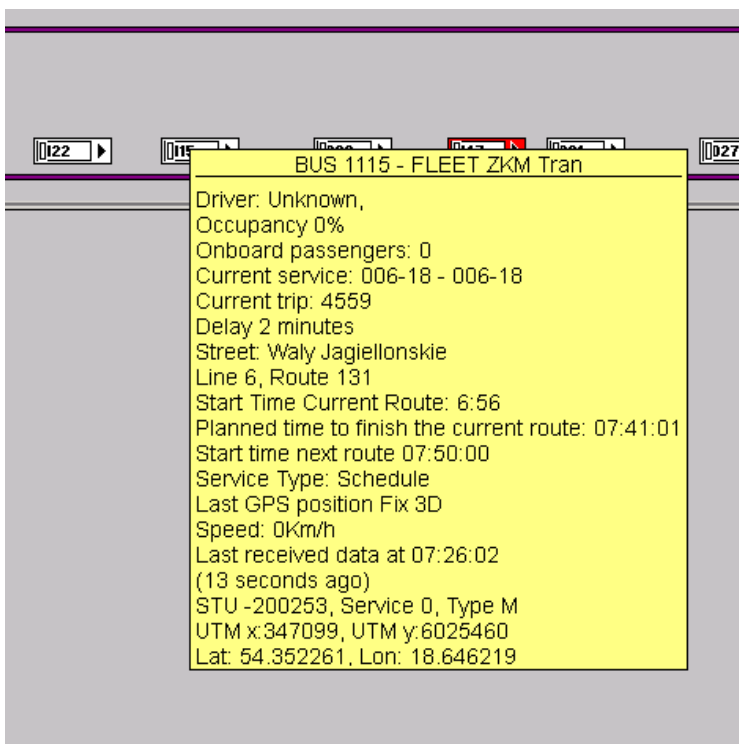 I22
I15
D27
BUS 1115 - FLEET ZKM Tran
Driver: Unknown,
Occupancy 0%
Onboard passengers: 0
Current service: 006-18 - 006-18
Current trip: 4559
Delay 2 minutes
Street: Waly Jagiellonskie
Line 6, Route 131
Start Time Current Route: 6:56
Planned time to finish the current route: 07:41:01
Start time next route 07:50:00
Service Type: Schedule
Last GPS position Fix 3D
Speed: 0Km/h
Last received data at 07:26:02
(13 seconds ago)
STU -200253, Service 0, Type M
UTM x:347099, UTM y:6025460
Lat: 54.352261, Lon: 18.646219